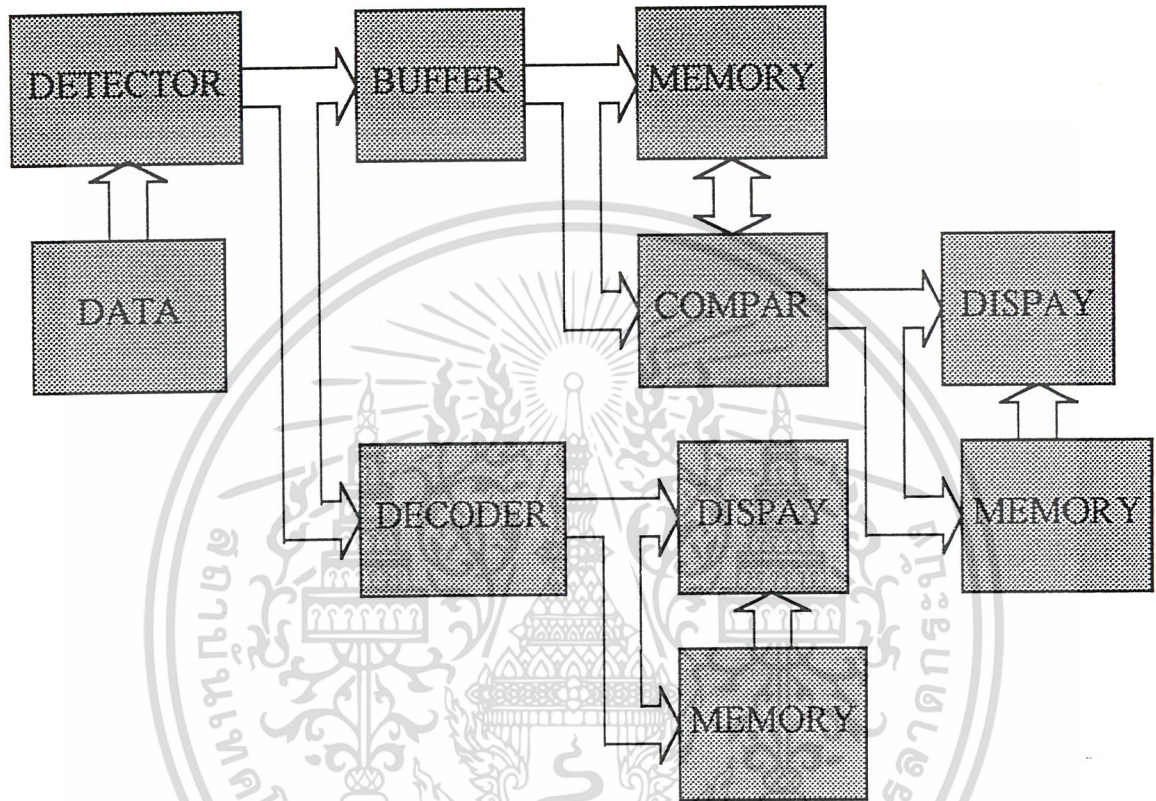 DETECTOR
BUFFER
MEMORY
DATA
COMPAR
DISPAY
DECODER
DISPAY
MEMORY
MEMORY